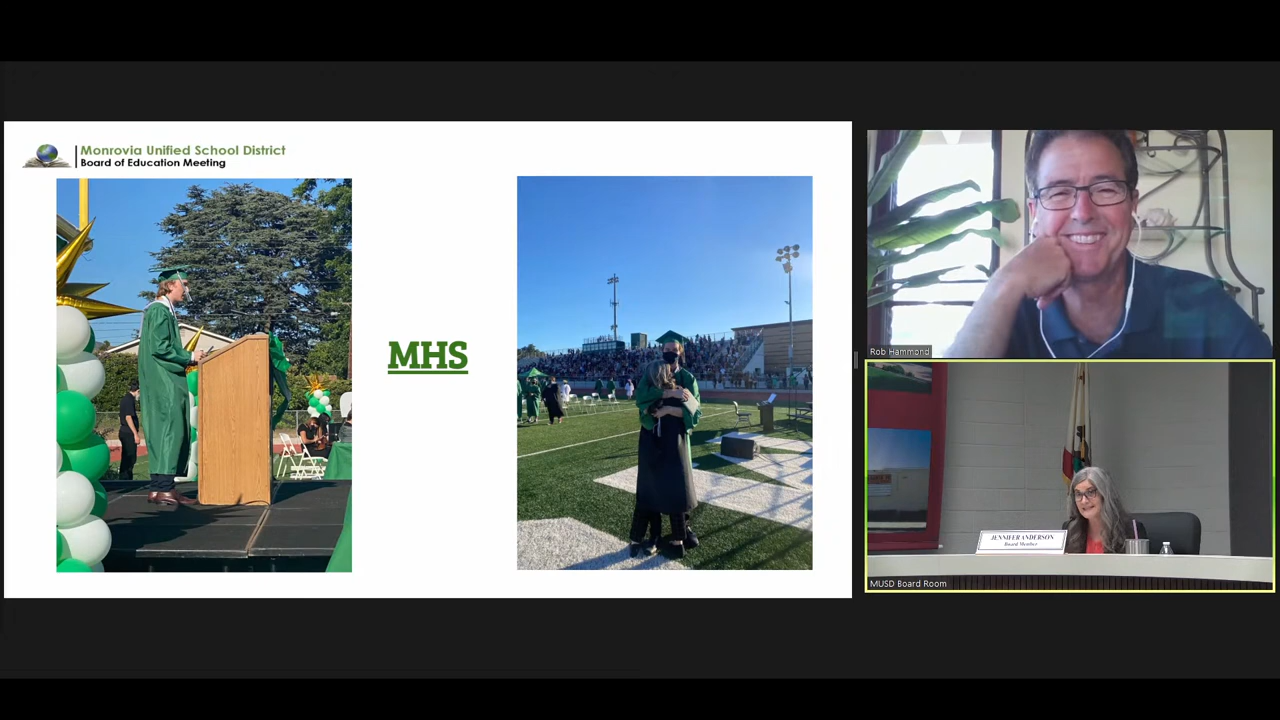 Monrovia Unified School District
Board of Education Meeting
MHS
Rob Hammond
JENNIFER ANDERSON
Board Member
MUSD Board Room